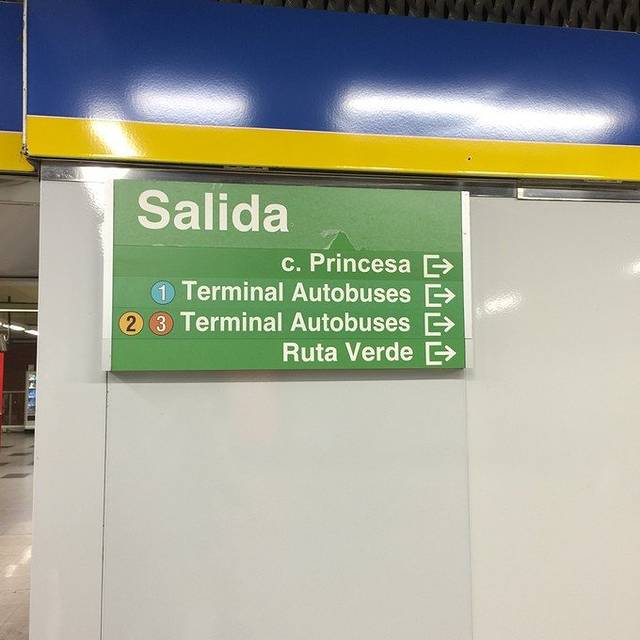 Salida
c. Princesa
1 Terminal Autobuses
2 3 Terminal Autobuses
Ruta Verde